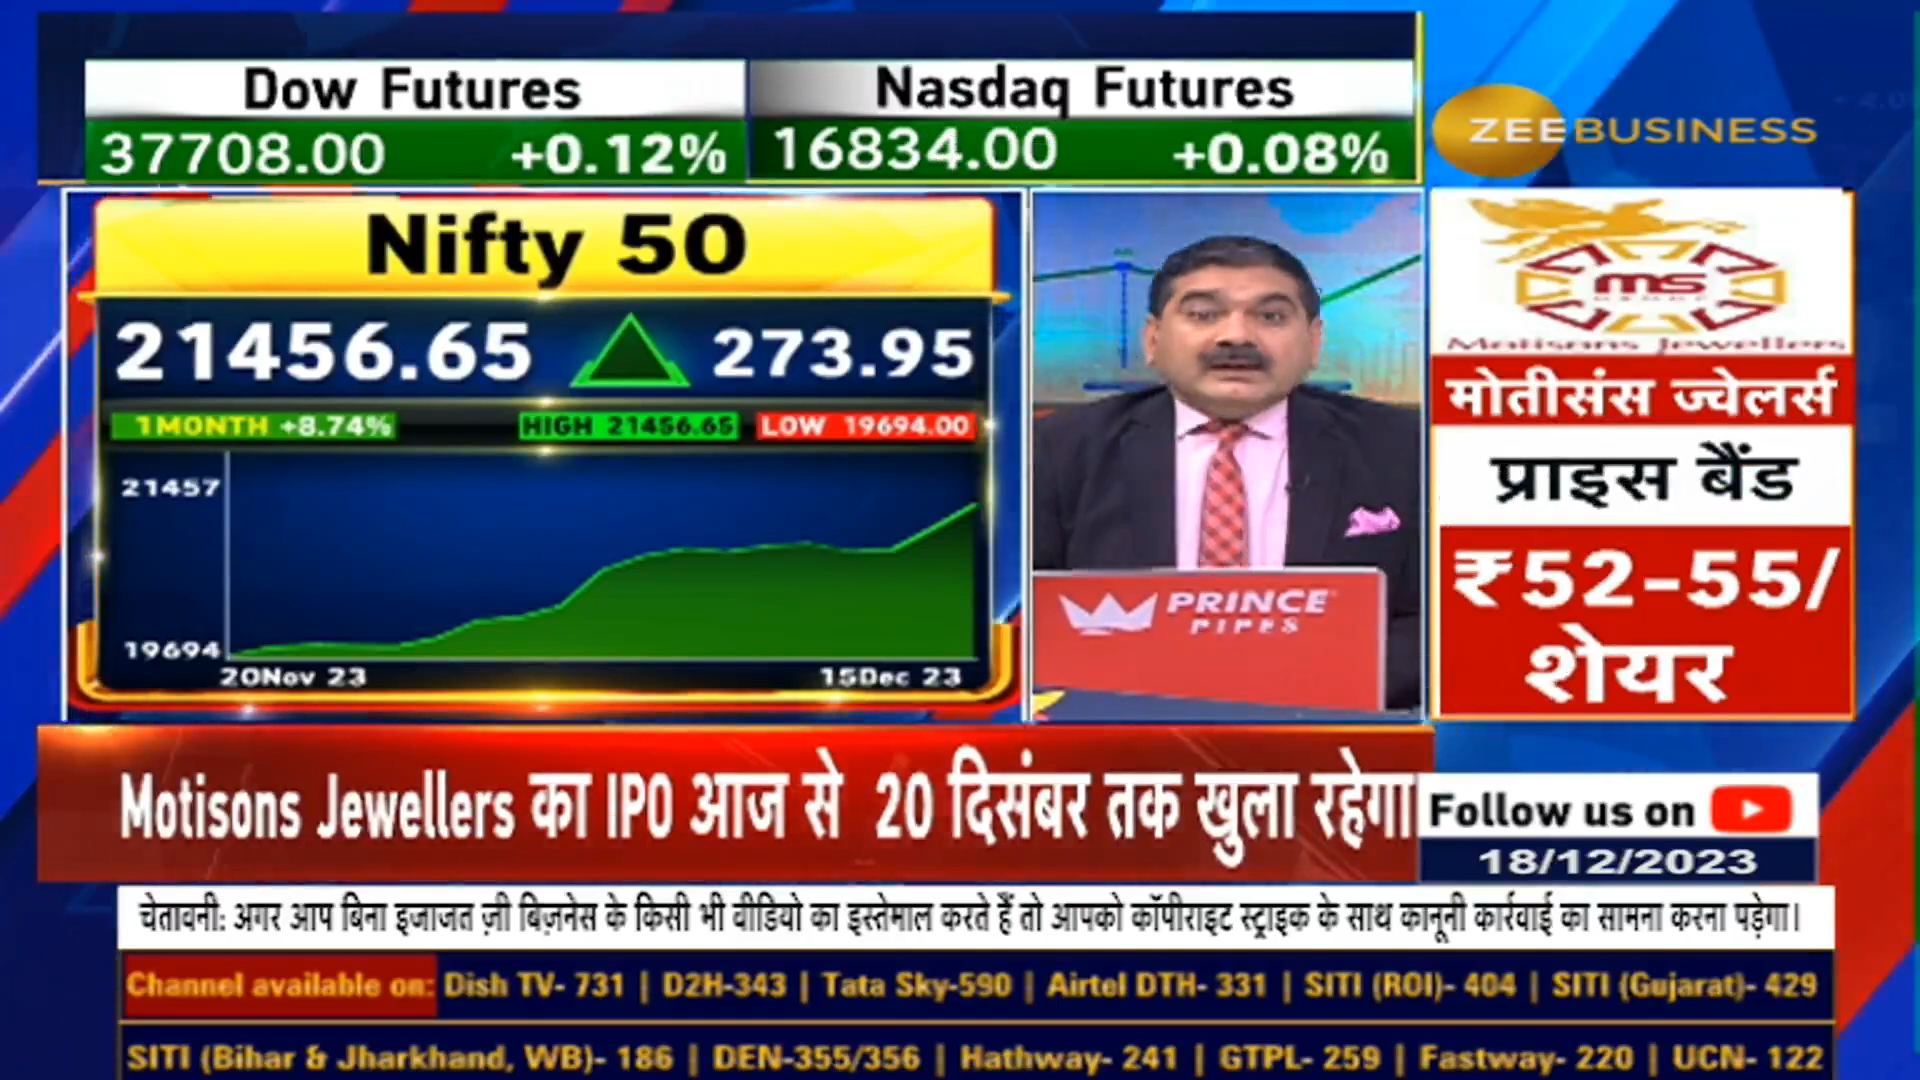 Dow Futures
37708.00 +0.12%
Nasdaq Futures
16834.00 +0.08%
ZEEBUSINESS
Nifty 50
21456.65 273.95
1 MONTH +8.74% HIGH 21456.65 LOW 19694.00
21457
19694
20Nov 23 15Dec 23
PRINCE
PIPES
MS
Motisons Jewellers
मोतीसंस ज्वेलर्स
प्राइस बैंड
₹52-55/
शेयर
Motisons Jewellers का IPO आज से 20 दिसंबर तक खुला रहेगा
Follow us on
18/12/2023
चेतावनी: अगर आप बिना इजाजत ज़ी बिज़नेस के किसी भी वीडियो का इस्तेमाल करते हैं तो आपको कॉपीराइट स्ट्राइक के साथ कानूनी कार्रवाई का सामना करना पड़ेगा।
Channel available on: Dish TV- 731 | D2H-343 | Tata Sky-590 | Airtel DTH- 331 | SITI (ROI)- 404 | SITI (Gujarat)- 429
SITI (Bihar & Jharkhand, WB)- 186 | DEN-355/356 | Hathway- 241 | GTPL- 259 | Fastway- 220 | UCN- 122